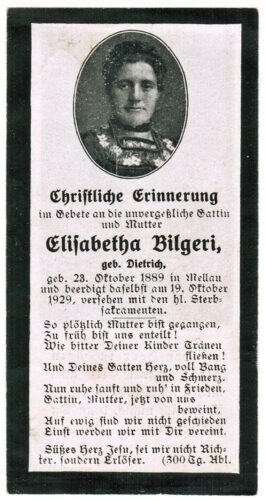 Christliche Erinnerung
im Gebete an die unvergeßliche Gattin
und Mutter
Elisabetha Bilgeri,
geb. Dietrich,
geb. 23. Oktober 1889 in Mellau
und beerdigt daselbst am 19. Oktober
1929, versehen mit den hl. Sterb-
sakramenten.
So plötzlich Mutter bist gegangen,
Zu früh bist uns enteilt!
Wie bitter Deiner Kinder Tränen
fließen!
Und Deines Gatten Herz, voll Bang
und Schmerz.
Nun ruhe sanft und ruh' in Frieden.
Gattin, Mutter, jetzt von uns
beweint,
Auf ewig sind wir nicht geschieden
Einst werden wir mit Dir vereint.
Süßes Herz Jesu, sei mir nicht Rich-
ter, sondern Erlöser. (300 Tg. Abl.